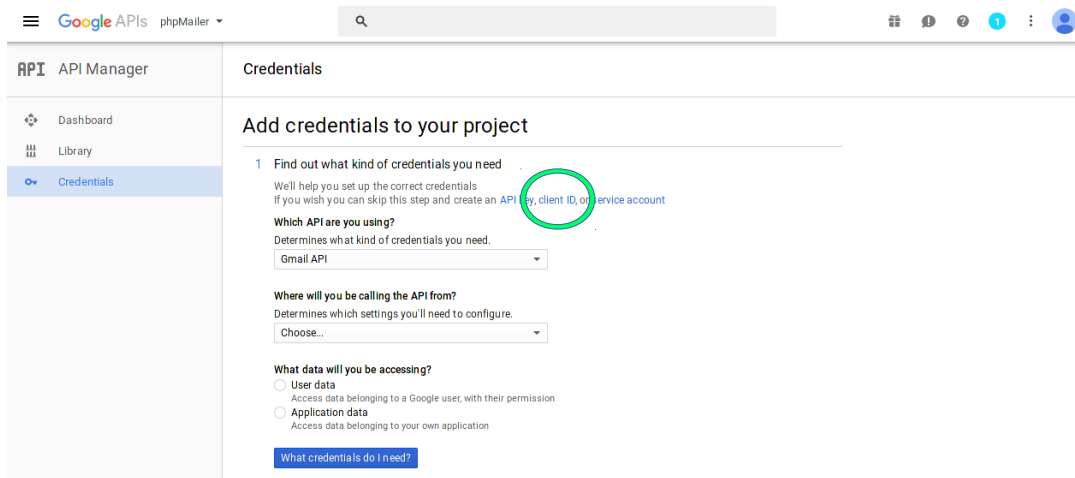 Google APIs phpMailer
1
API API Manager
Credentials
Dashboard
Library
Credentials
Add credentials to your project
1 Find out what kind of credentials you need
We'll help you set up the correct credentials
If you wish you can skip this step and create an API key, client ID, or service account
Which API are you using?
Determines what kind of credentials you need.
Gmail API
Where will you be calling the API from?
Determines which settings you'll need to configure.
Choose...
What data will you be accessing?
User data
Access data belonging to a Google user, with their permission
Application data
Access data belonging to your own application
What credentials do I need?